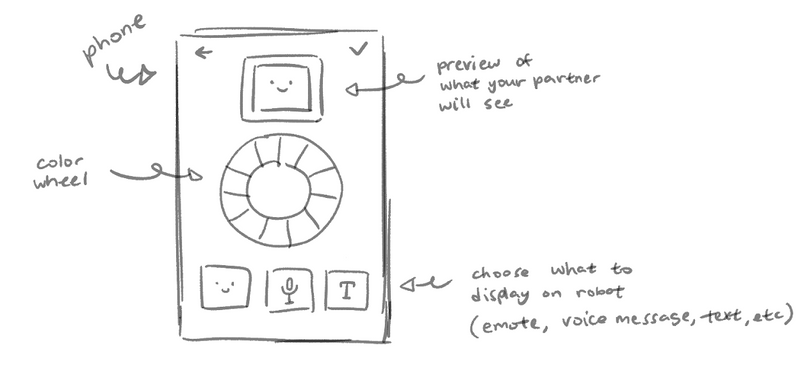 phone
preview of
what your partner
will see
color
wheel
T
choose what to
display on robot
(emote, voice message, text, etc)